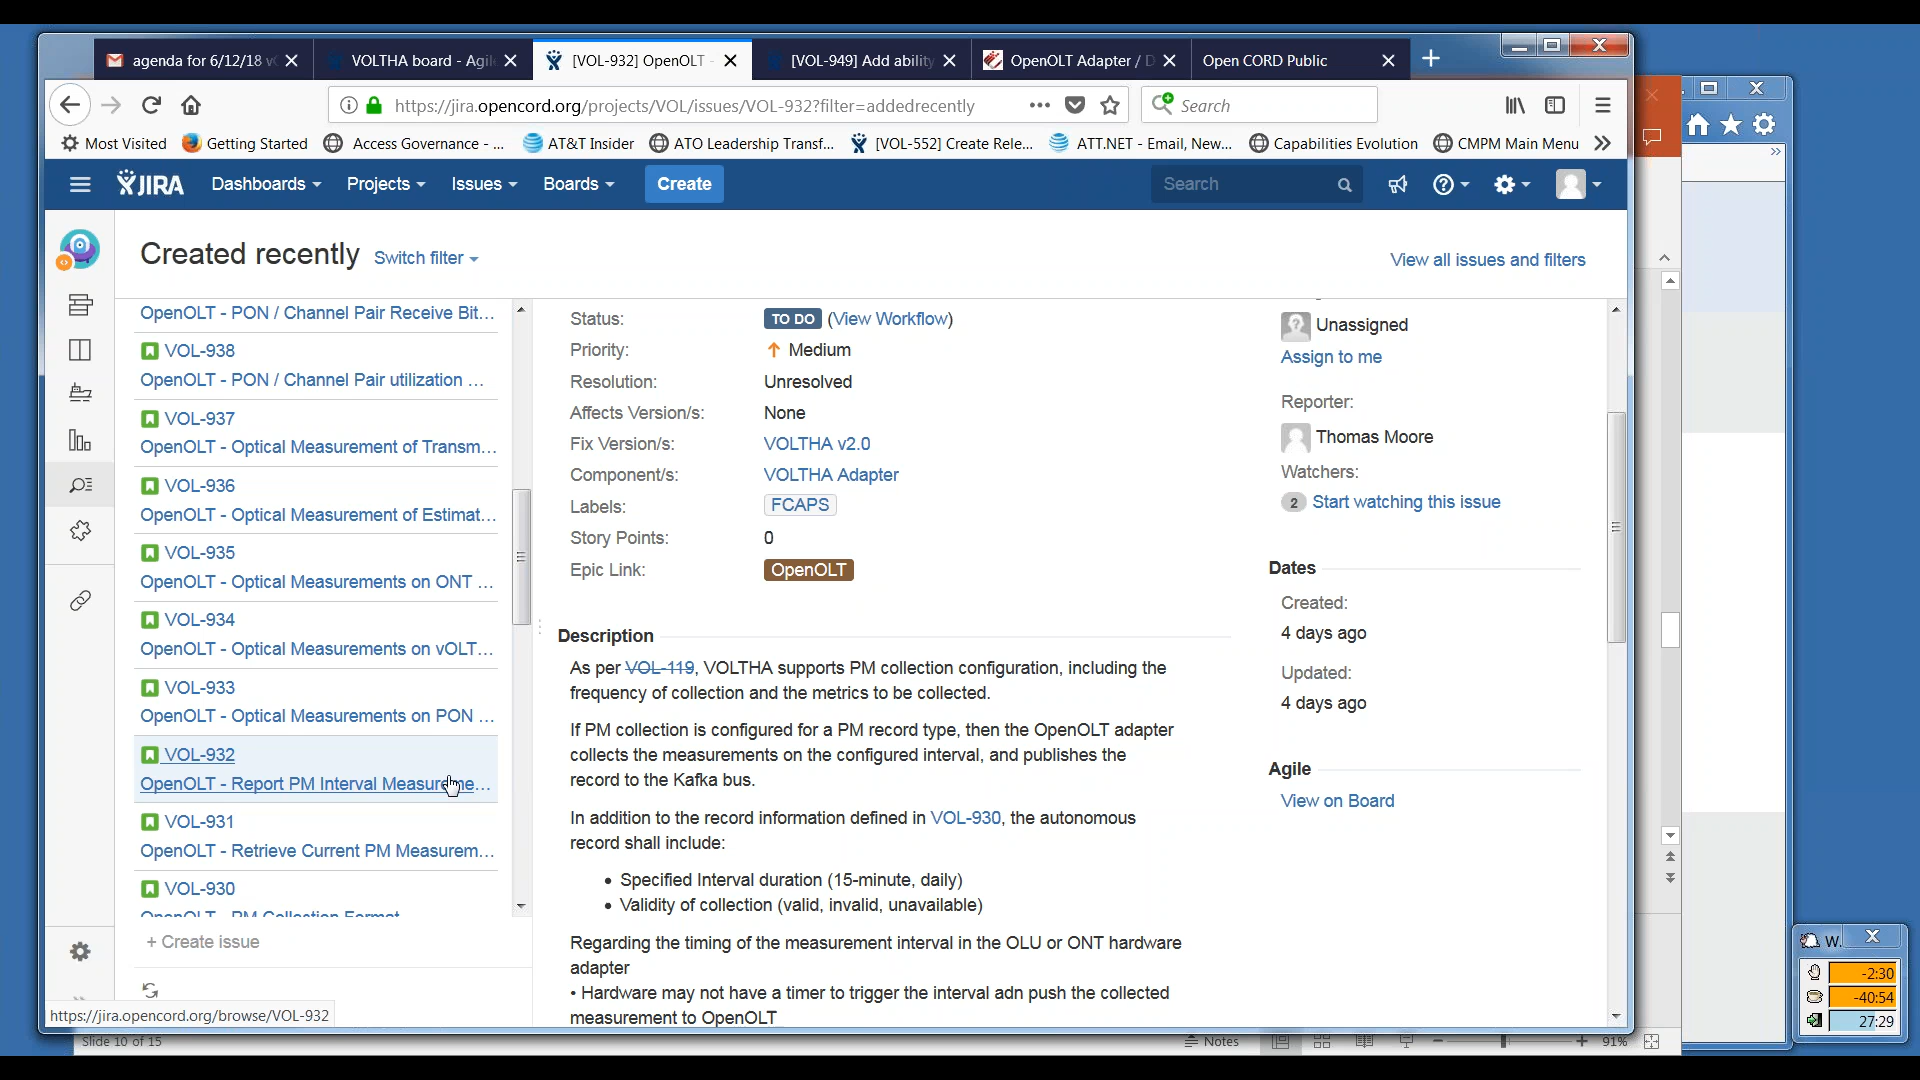 agenda for 6/12/18 v
VOLTHA board - Agil
[VOL-932] OpenOLT -
[VOL-949] Add ability
OpenOLT Adapter / D
Open CORD Public
https://jira.opencord.org/projects/VOL/issues/VOL-932?filter=addedrecently
Search
Most Visited
Getting Started
Access Governance - ...
AT&T Insider
ATO Leadership Transf...
[VOL-552] Create Rele...
ATT.NET - Email, New...
Capabilities Evolution
CMPM Main Menu
JIRA
Dashboards
Projects
Issues
Boards
Create
Search
Created recently
Switch filter
View all issues and filters
OpenOLT - PON / Channel Pair Receive Bit...
VOL-938
OpenOLT - PON / Channel Pair utilization ...
VOL-937
OpenOLT - Optical Measurement of Transm...
VOL-936
OpenOLT - Optical Measurement of Estimat...
VOL-935
OpenOLT - Optical Measurements on ONT ...
VOL-934
OpenOLT - Optical Measurements on vOLT...
VOL-933
OpenOLT - Optical Measurements on PON ...
VOL-932
OpenOLT - Report PM Interval Measureme...
VOL-931
OpenOLT - Retrieve Current PM Measurem...
VOL-930
OpenOLT - PM Collection Format
+ Create issue
https://jira.opencord.org/browse/VOL-932
Status: TO DO (View Workflow)
Priority: Medium
Resolution: Unresolved
Affects Version/s: None
Fix Version/s: VOLTHA v2.0
Component/s: VOLTHA Adapter
Labels: FCAPS
Story Points: 0
Epic Link: OpenOLT
Description
As per VOL-119, VOLTHA supports PM collection configuration, including the
frequency of collection and the metrics to be collected.
If PM collection is configured for a PM record type, then the OpenOLT adapter
collects the measurements on the configured interval, and publishes the
record to the Kafka bus.
In addition to the record information defined in VOL-930, the autonomous
record shall include:
• Specified Interval duration (15-minute, daily)
• Validity of collection (valid, invalid, unavailable)
Regarding the timing of the measurement interval in the OLU or ONT hardware
adapter
• Hardware may not have a timer to trigger the interval adn push the collected
measurement to OpenOLT
Unassigned
Assign to me
Reporter:
Thomas Moore
Watchers:
2 Start watching this issue
Dates
Created:
4 days ago
Updated:
4 days ago
Agile
View on Board
W.
-2:30
-40:54
27:29
Slide 10 of 15
Notes
91%